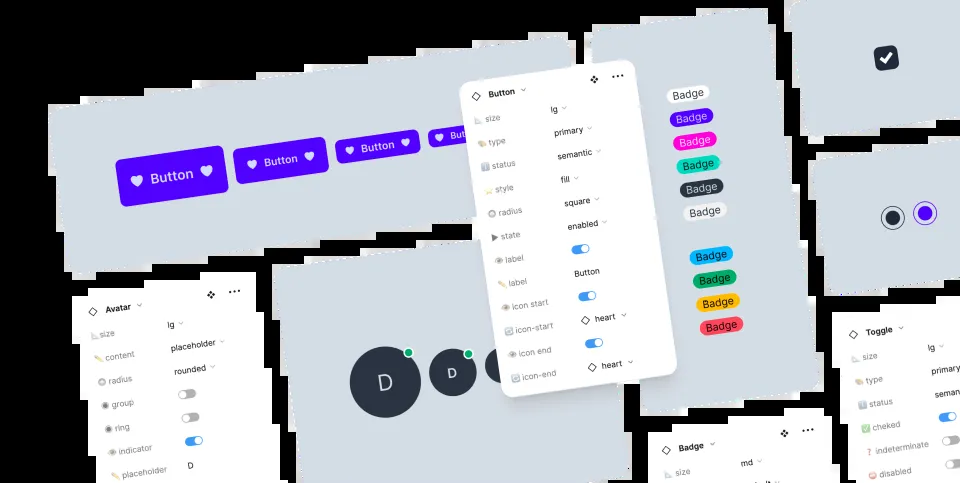 Button
Button
Button
Button
size lg
type primary
status semantic
style fill
radius square
state enabled
label
label Button
icon start
icon-start heart
icon end
icon-end heart
Badge
Badge
Badge
Badge
Badge
Badge
Badge
Badge
Badge
Badge
Avatar
size lg
content placeholder
radius rounded
group
ring
indicator
placeholder D
D
D
Badge
size md
Toggle
size lg
type primary
status
cheked
indeterminate
disabled